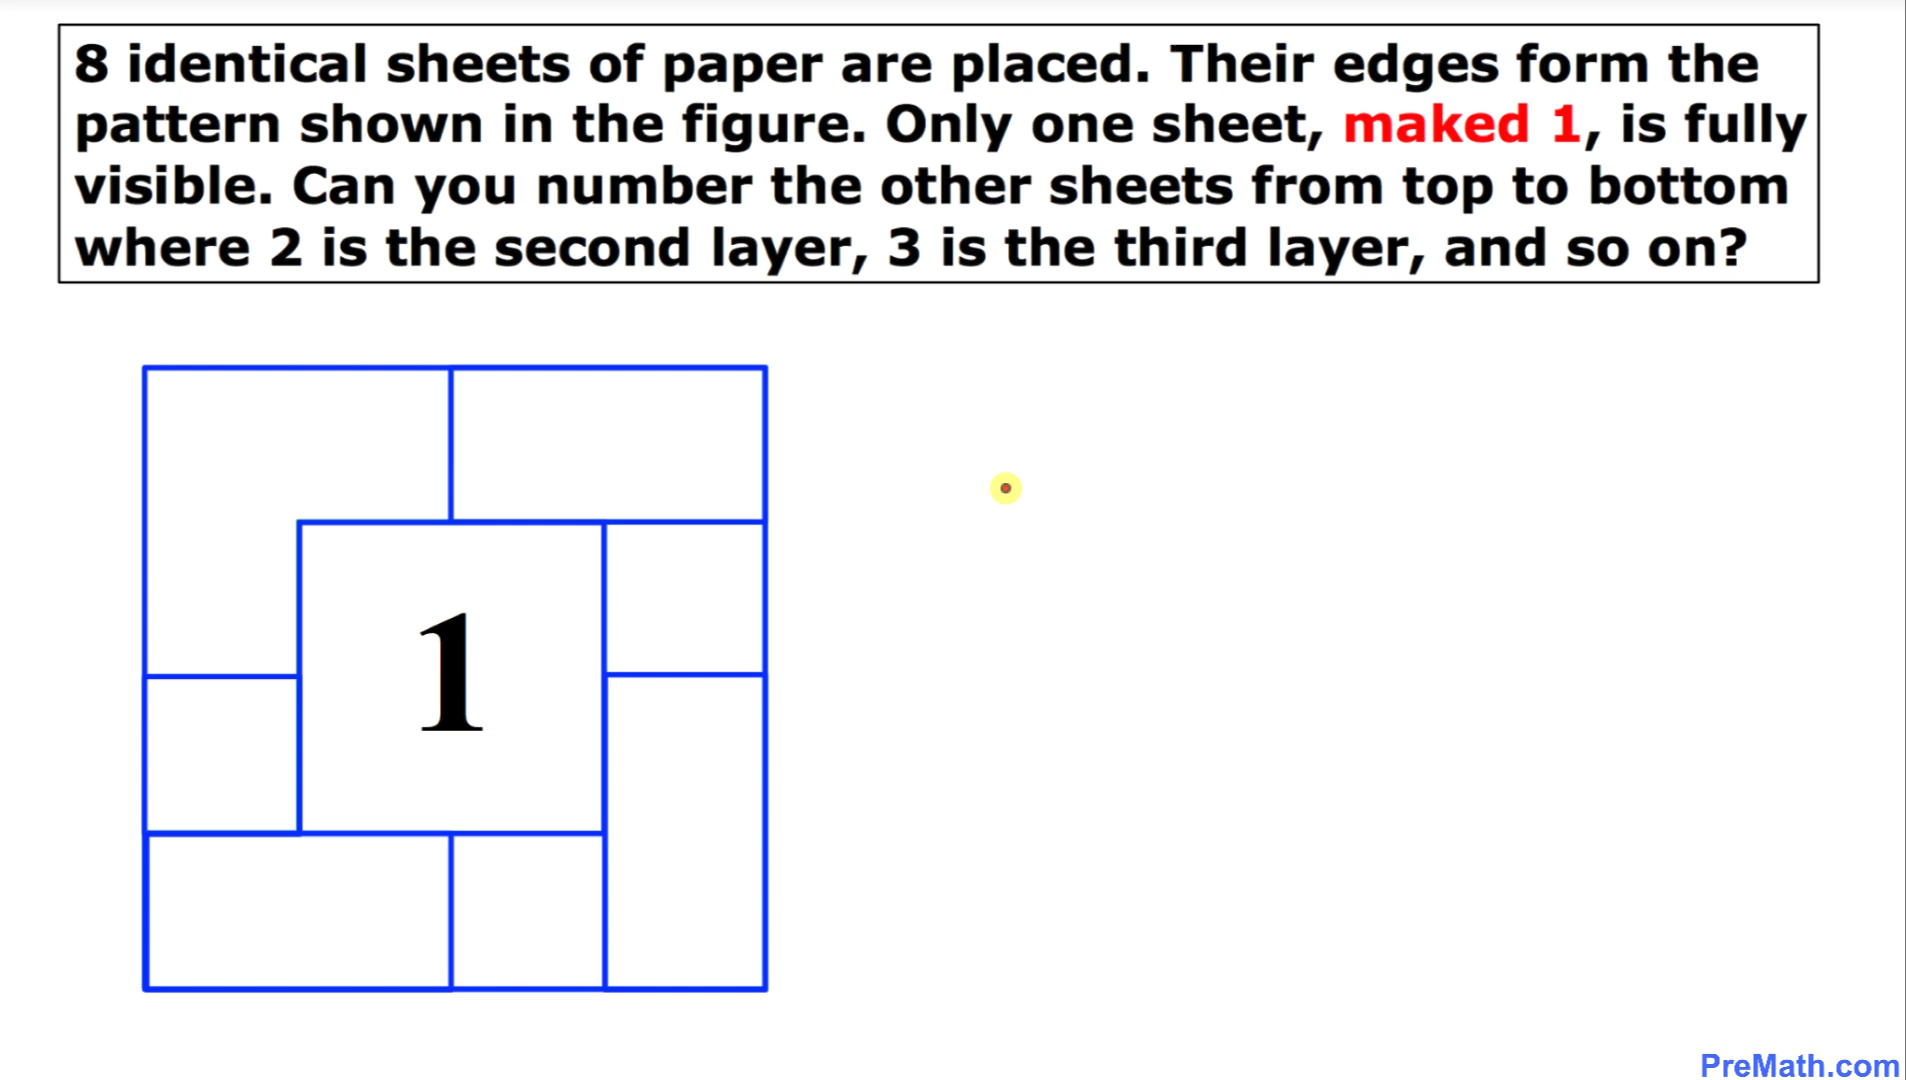 8 identical sheets of paper are placed. Their edges form the
pattern shown in the figure. Only one sheet, maked 1, is fully
visible. Can you number the other sheets from top to bottom
where 2 is the second layer, 3 is the third layer, and so on?
1
PreMath.com